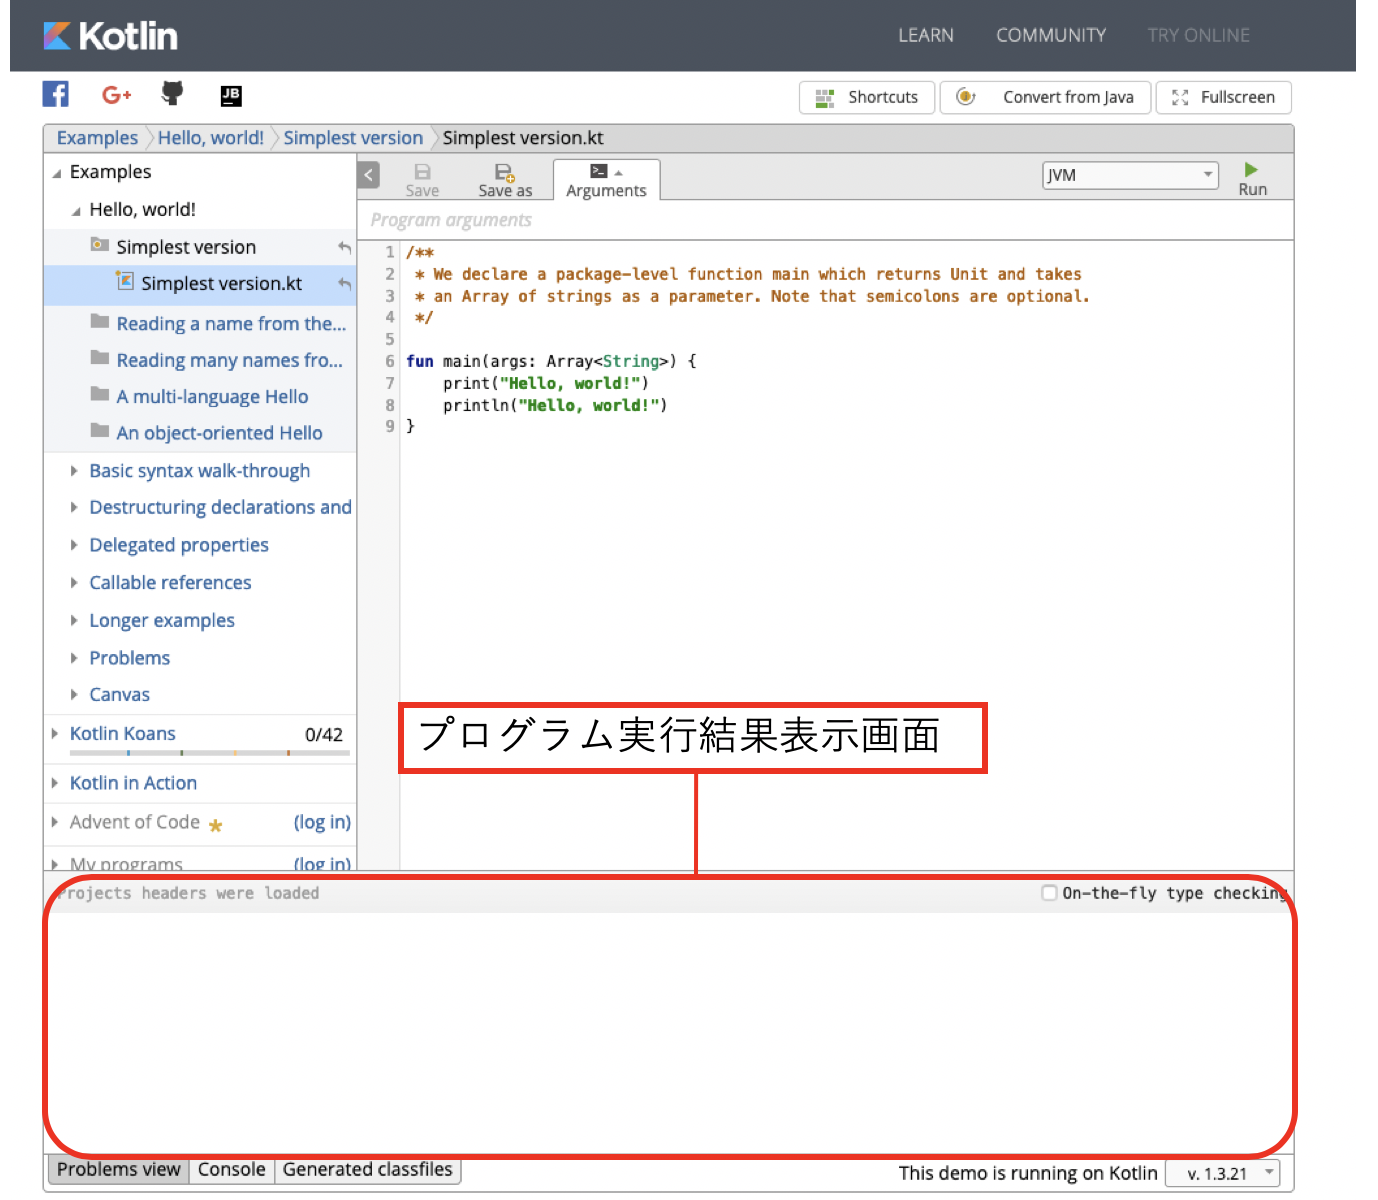 Kotlin
LEARN COMMUNITY TRY ONLINE
G+ JB Shortcuts Convert from Java Fullscreen
Examples Hello, world! Simplest version Simplest version.kt
Examples
Hello, world!
Simplest version
Simplest version.kt
Reading a name from the...
Reading many names fro...
A multi-language Hello
An object-oriented Hello
Basic syntax walk-through
Destructuring declarations and
Delegated properties
Callable references
Longer examples
Problems
Canvas
Kotlin Koans 0/42
Kotlin in Action
Advent of Code (log in)
My programs (log in)
Save Save as Arguments JVM Run
Program arguments
1 /**
2 * We declare a package-level function main which returns Unit and takes
3 * an Array of strings as a parameter. Note that semicolons are optional.
4 */
5
6 fun main(args: Array<String>) {
7 print("Hello, world!")
8 println("Hello, world!")
9 }
プログラム実行結果表示画面
Projects headers were loaded On-the-fly type checking
Problems view Console Generated classfiles This demo is running on Kotlin v. 1.3.21